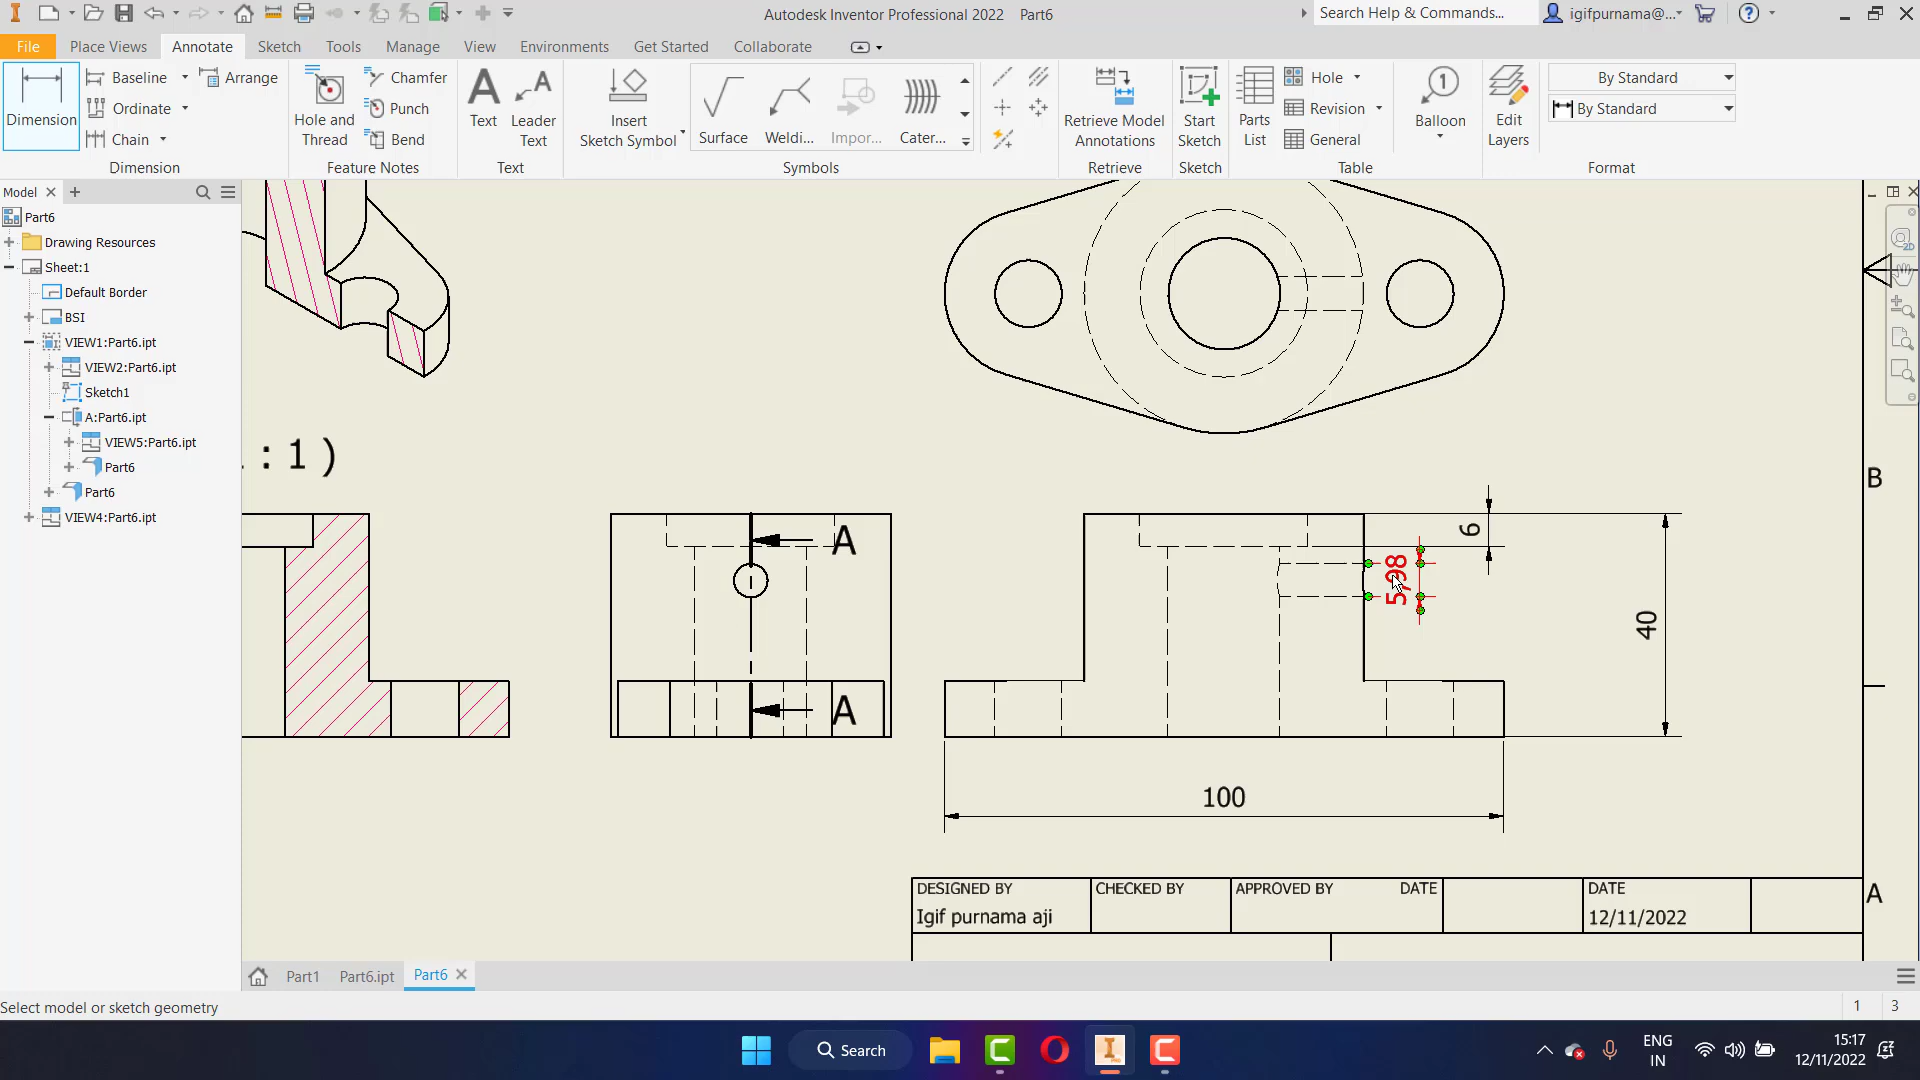 Autodesk Inventor Professional 2022 Part6
Search Help & Commands...
igifpurnama@...
File
Place Views
Annotate
Sketch
Tools
Manage
View
Environments
Get Started
Collaborate
Dimension
Baseline
Ordinate
Chain
Arrange
Dimension
Hole and
Thread
Chamfer
Punch
Bend
Feature Notes
Text
Leader
Text
Text
Insert
Sketch Symbol
Surface
Weldi...
Impor...
Cater...
Symbols
Retrieve Model
Annotations
Retrieve
Start
Sketch
Sketch
Parts
List
Hole
Revision
General
Table
Balloon
Edit
Layers
By Standard
By Standard
Format
Model
Part6
Drawing Resources
Sheet:1
Default Border
BSI
VIEW1:Part6.ipt
VIEW2:Part6.ipt
Sketch1
A:Part6.ipt
VIEW5:Part6.ipt
Part6
Part6
VIEW4:Part6.ipt
:1)
A
A
6
5,98
40
100
B
A
DESIGNED BY
Igif purnama aji
CHECKED BY
APPROVED BY
DATE
DATE
12/11/2022
Part1
Part6.ipt
Part6
Select model or sketch geometry
1
3
Search
ENG
IN
15:17
12/11/2022